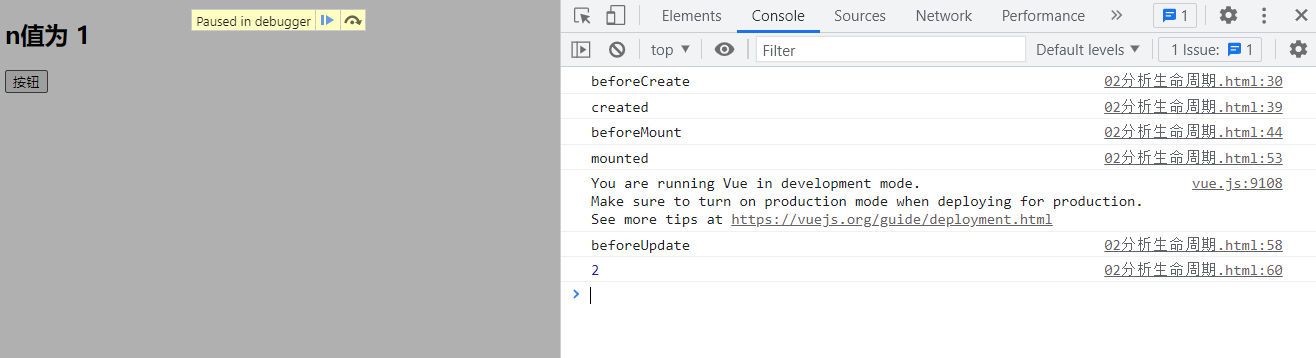 Paused in debugger
n值为 1
按钮
Elements Console Sources Network Performance » 1
top ▼ Filter Default levels ▼ 1 Issue: 1
beforeCreate 02分析生命周期.html:30
created 02分析生命周期.html:39
beforeMount 02分析生命周期.html:44
mounted 02分析生命周期.html:53
You are running Vue in development mode. vue.js:9108
Make sure to turn on production mode when deploying for production.
See more tips at https://vuejs.org/guide/deployment.html
beforeUpdate 02分析生命周期.html:58
2 02分析生命周期.html:60